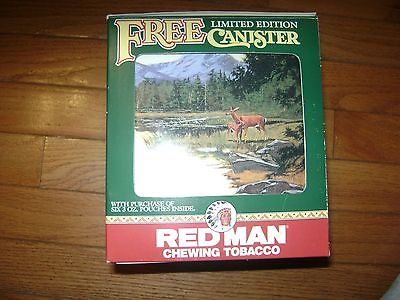 FREE LIMITED EDITION
CANISTER
WITH PURCHASE OF
SIX 3 OZ. POUCHES INSIDE.
RED MAN
CHEWING TOBACCO